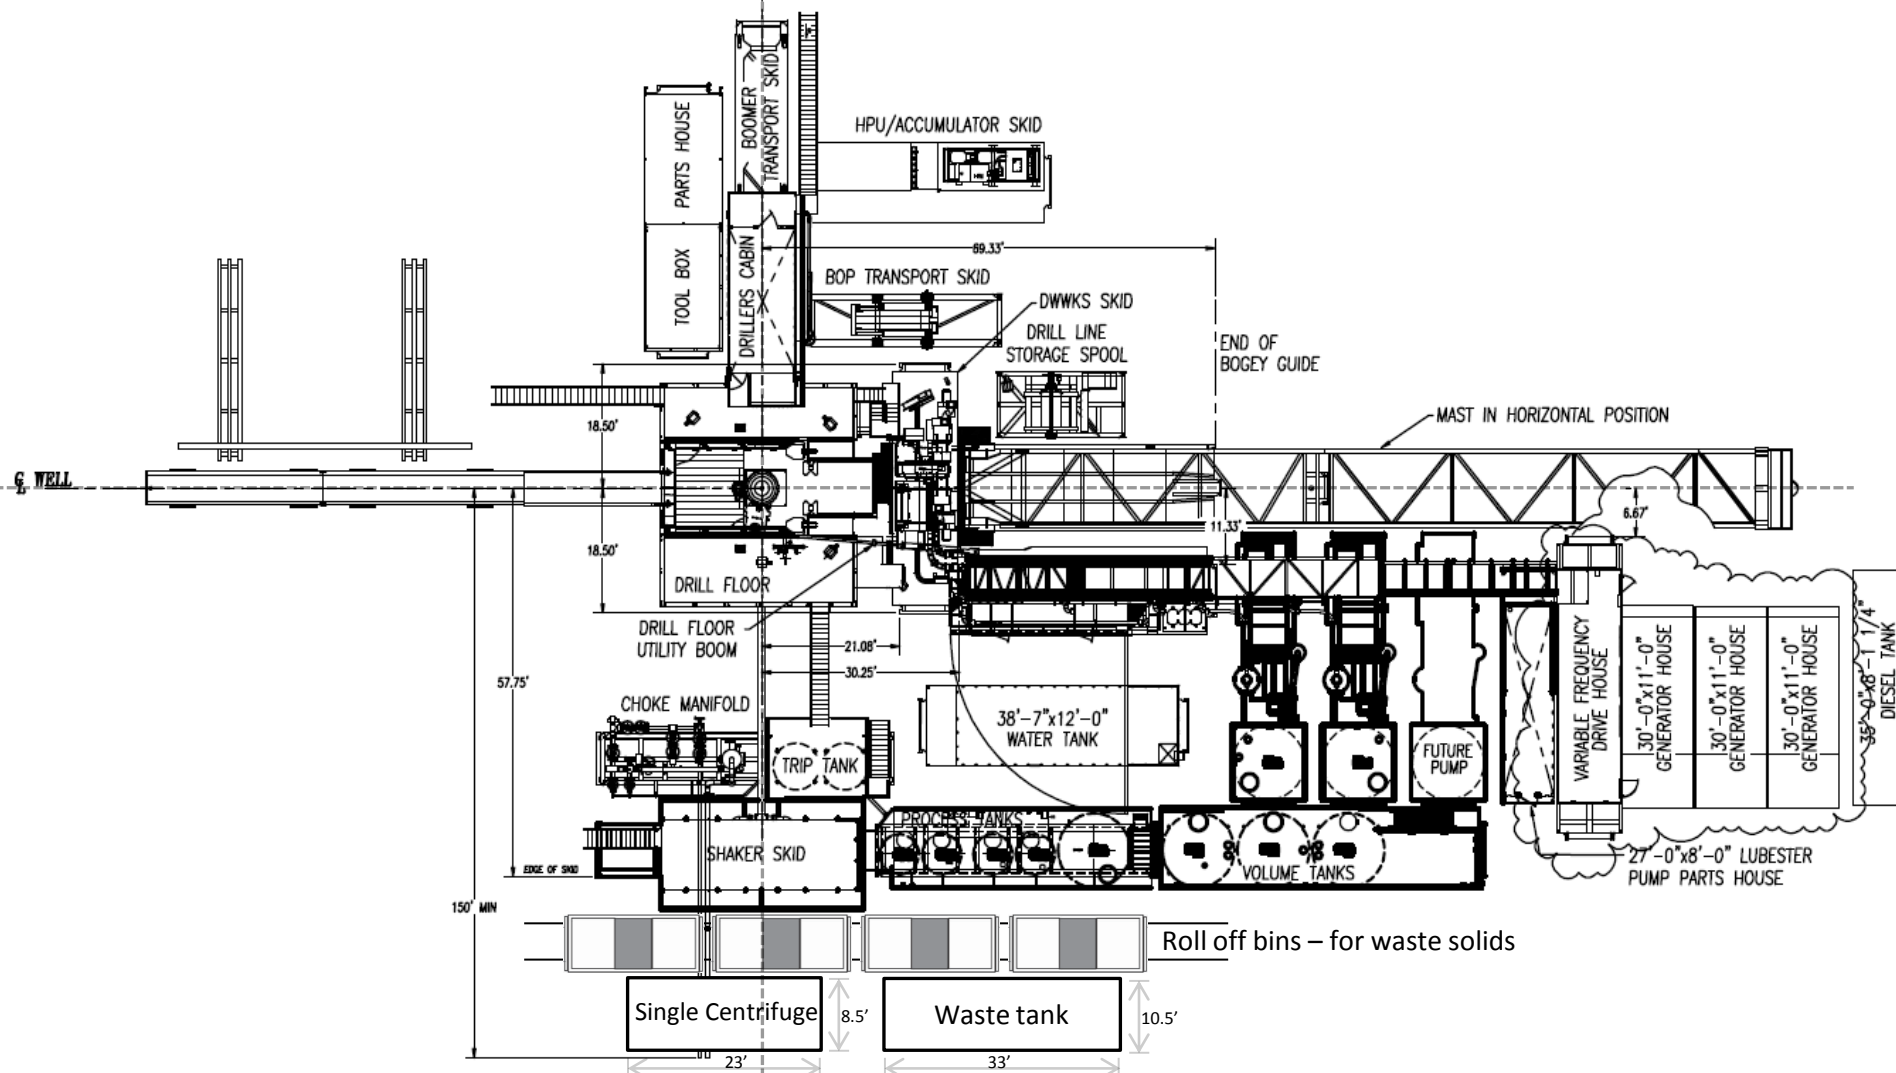 BOOMER
TRANSPORT SKID
PARTS HOUSE
HPU/ACCUMULATOR SKID
TOOL BOX
DRILLERS CABIN
69.33'
BOP TRANSPORT SKID
DWWKS SKID
DRILL LINE
STORAGE SPOOL
END OF
BOGEY GUIDE
MAST IN HORIZONTAL POSITION
18.50'
WELL
6.67'
11.33'
18.50'
DRILL FLOOR
DRILL FLOOR
UTILITY BOOM
21.08'
30.25'
57.75'
CHOKE MANIFOLD
38'-7"x12'-0"
WATER TANK
TRIP TANK
FUTURE
PUMP
VARIABLE FREQUENCY
DRIVE HOUSE
30'-0"x11'-0"
GENERATOR HOUSE
30'-0"x11'-0"
GENERATOR HOUSE
30'-0"x11'-0"
GENERATOR HOUSE
35'-0"x8'-1 1/4"
DIESEL TANK
PROCESS TANKS
SHAKER SKID
VOLUME TANKS
27'-0"x8'-0" LUBESTER
PUMP PARTS HOUSE
EDGE OF SKID
150' MIN
Roll off bins – for waste solids
Single Centrifuge
8.5'
Waste tank
10.5'
23'
33'